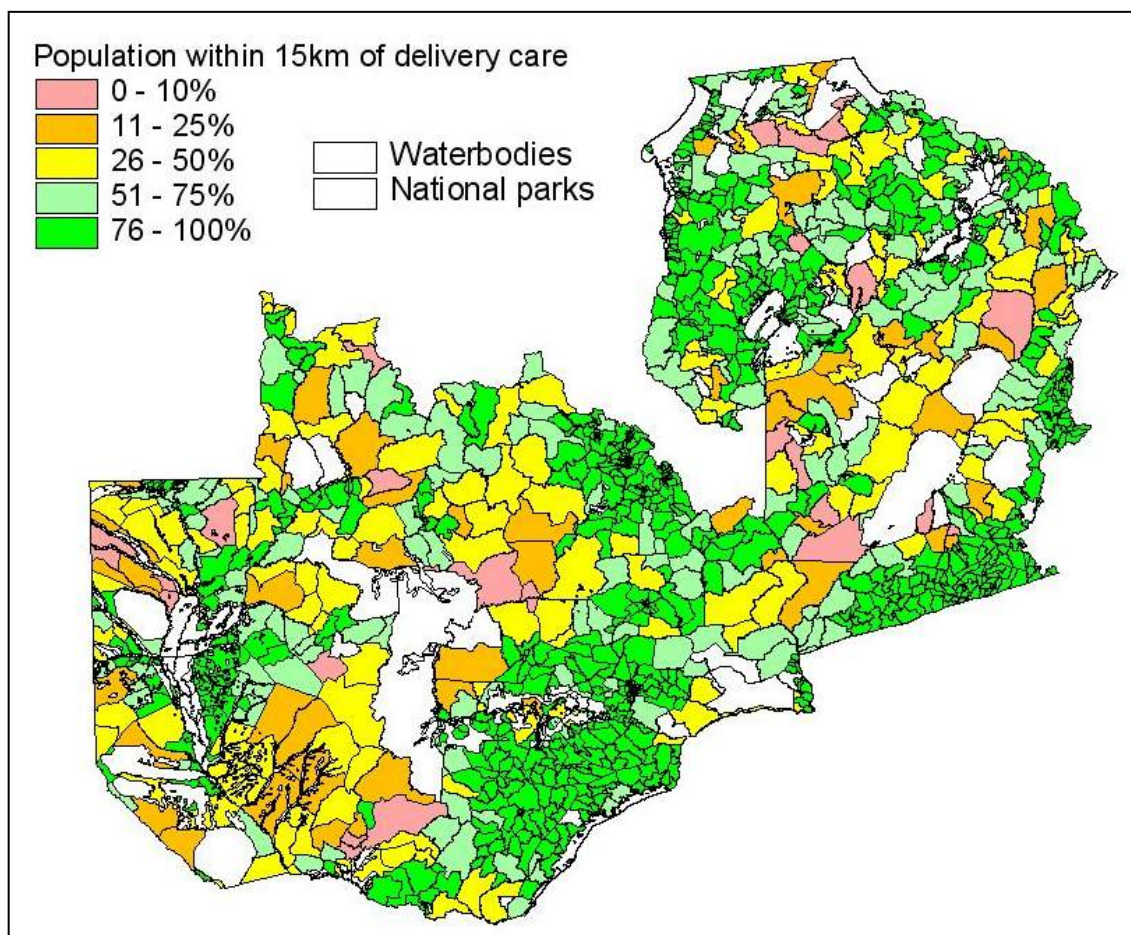 Population within 15km of delivery care
0 - 10%
11 - 25%
26 - 50%
51 - 75%
76 - 100%
Waterbodies
National parks